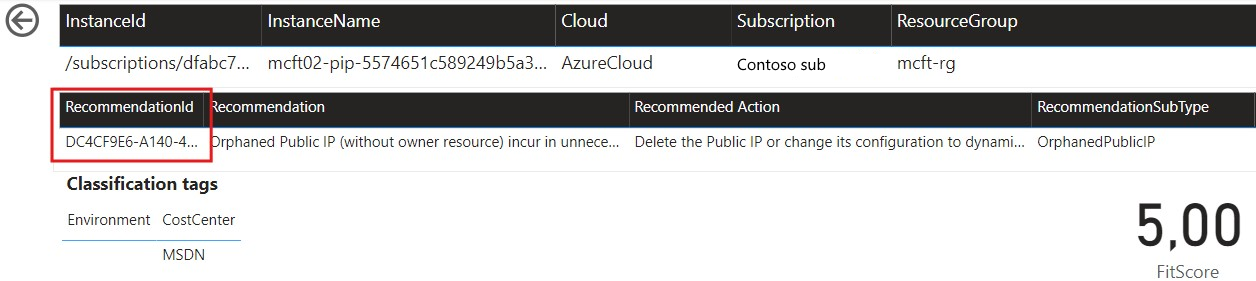 InstanceId InstanceName Cloud Subscription ResourceGroup
/subscriptions/dfabc7... mcft02-pip-5574651c589249b5a3... AzureCloud Contoso sub mcft-rg
RecommendationId Recommendation Recommended Action RecommendationSubType
DC4CF9E6-A140-4... Orphaned Public IP (without owner resource) incur in unnece... Delete the Public IP or change its configuration to dynami... OrphanedPublicIP
Classification tags
Environment CostCenter
MSDN
5,00
FitScore